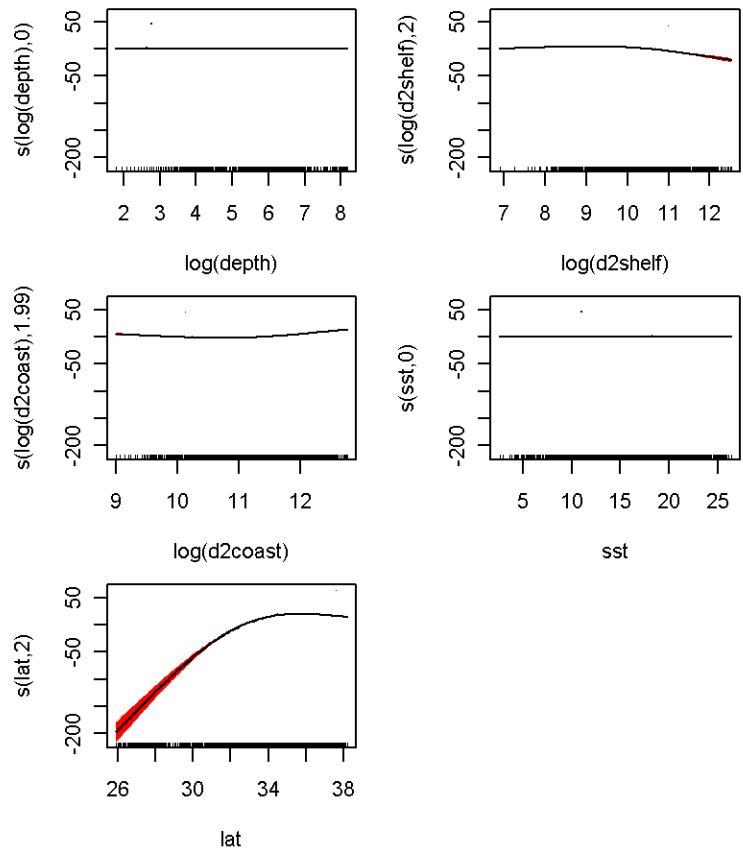 s(log(depth),0)
50
-50
-200
2 3 4 5 6 7 8
log(depth)
s(log(d2shelf),2)
50
-50
-200
7 8 9 10 11 12
log(d2shelf)
s(log(d2coast),1.99)
50
-50
-200
9 10 11 12
log(d2coast)
s(sst,0)
50
-50
-200
5 10 15 20 25
sst
s(lat,2)
50
-50
-200
26 30 34 38
lat